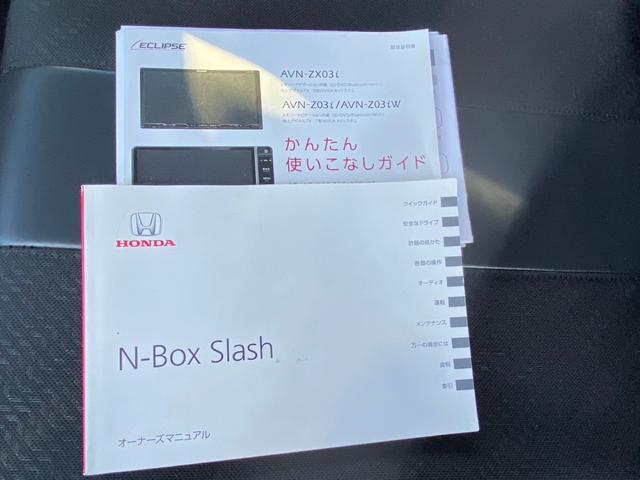 ECLIPSE
取扱説明書
AVN-ZX03i
AVN-Z03i/AVN-Z03iW
かんたん
使いこなしガイド
HONDA
N-Box Slash
オーナーズマニュアル
クイックガイド
安全なドライブ
計器の見かた
各部の操作
オーディオ
運転
メンテナンス
万一の場合には
資料
索引